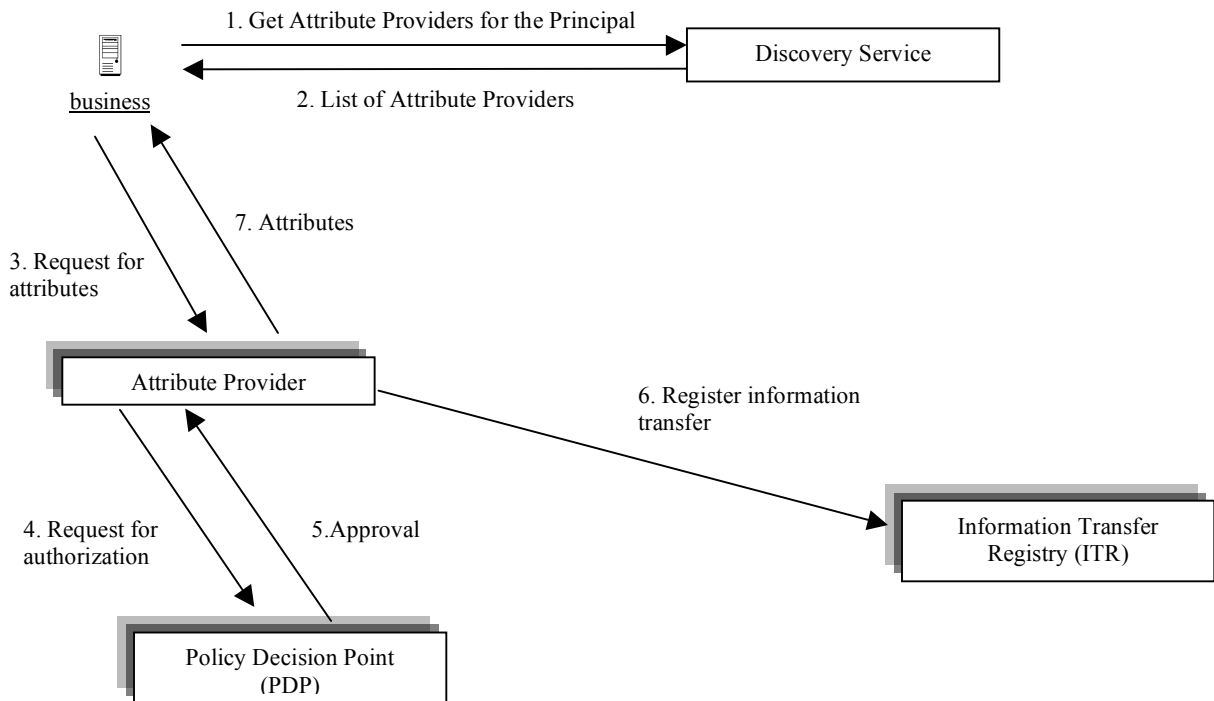 1. Get Attribute Providers for the Principal
Discovery Service
2. List of Attribute Providers
business
7. Attributes
3. Request for
attributes
Attribute Provider
6. Register information
transfer
4. Request for
authorization
5.Approval
Information Transfer
Registry (ITR)
Policy Decision Point
(PDP)